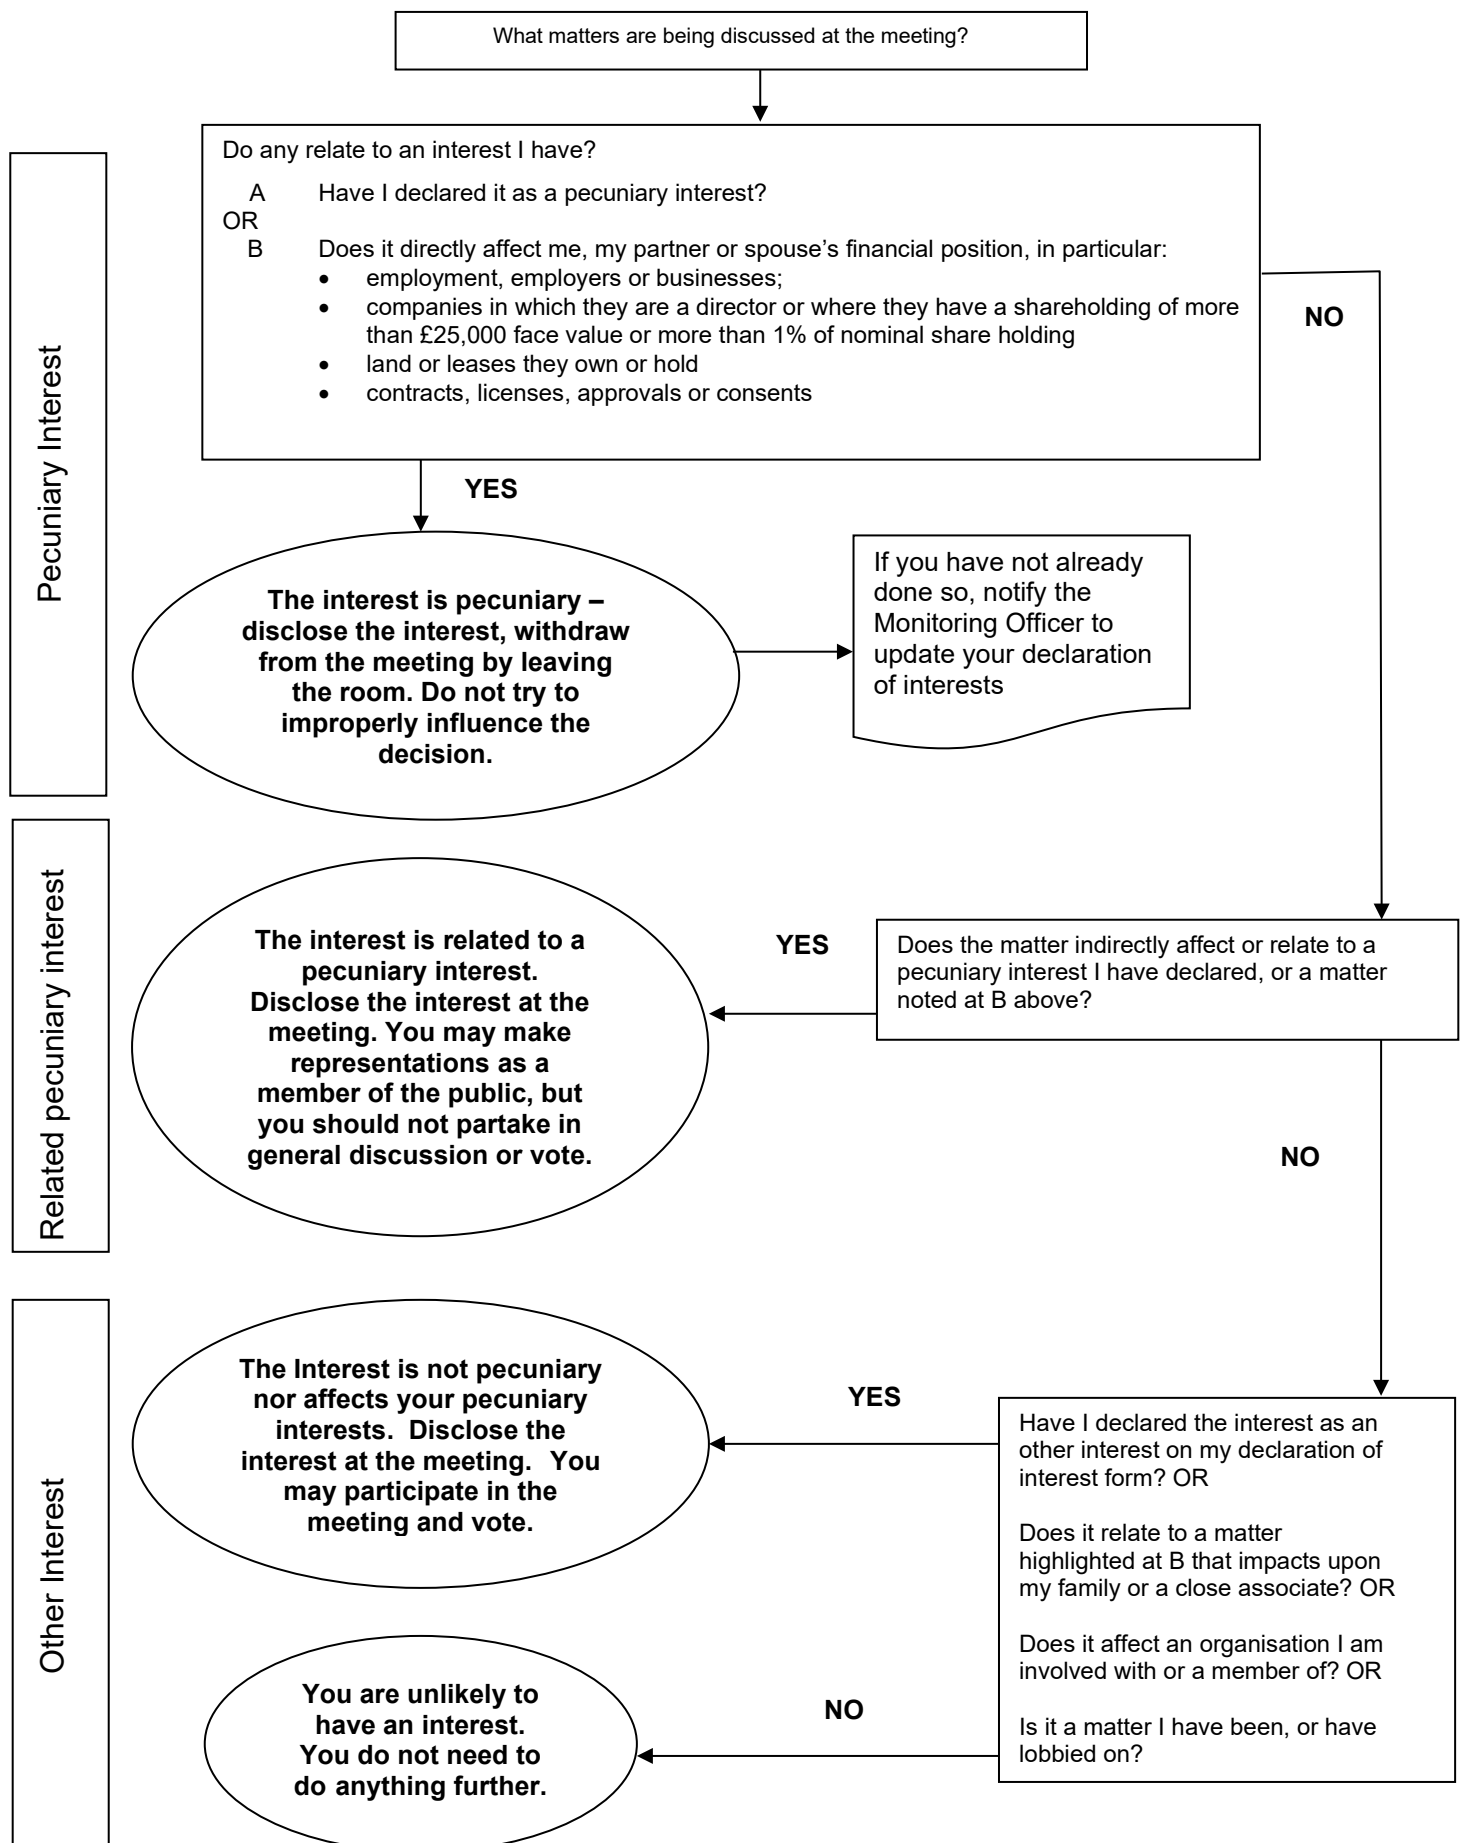 What matters are being discussed at the meeting?
Do any relate to an interest I have?
A Have I declared it as a pecuniary interest?
OR
B Does it directly affect me, my partner or spouse’s financial position, in particular:
• employment, employers or businesses;
• companies in which they are a director or where they have a shareholding of more
than £25,000 face value or more than 1% of nominal share holding
• land or leases they own or hold
• contracts, licenses, approvals or consents
NO
Pecuniary Interest
YES
The interest is pecuniary –
disclose the interest, withdraw
from the meeting by leaving
the room. Do not try to
improperly influence the
decision.
If you have not already
done so, notify the
Monitoring Officer to
update your declaration
of interests
Related pecuniary interest
The interest is related to a
pecuniary interest.
Disclose the interest at the
meeting. You may make
representations as a
member of the public, but
you should not partake in
general discussion or vote.
YES
Does the matter indirectly affect or relate to a
pecuniary interest I have declared, or a matter
noted at B above?
NO
Other Interest
The Interest is not pecuniary
nor affects your pecuniary
interests. Disclose the
interest at the meeting. You
may participate in the
meeting and vote.
YES
Have I declared the interest as an
other interest on my declaration of
interest form? OR
Does it relate to a matter
highlighted at B that impacts upon
my family or a close associate? OR
Does it affect an organisation I am
involved with or a member of? OR
Is it a matter I have been, or have
lobbied on?
NO
You are unlikely to
have an interest.
You do not need to
do anything further.